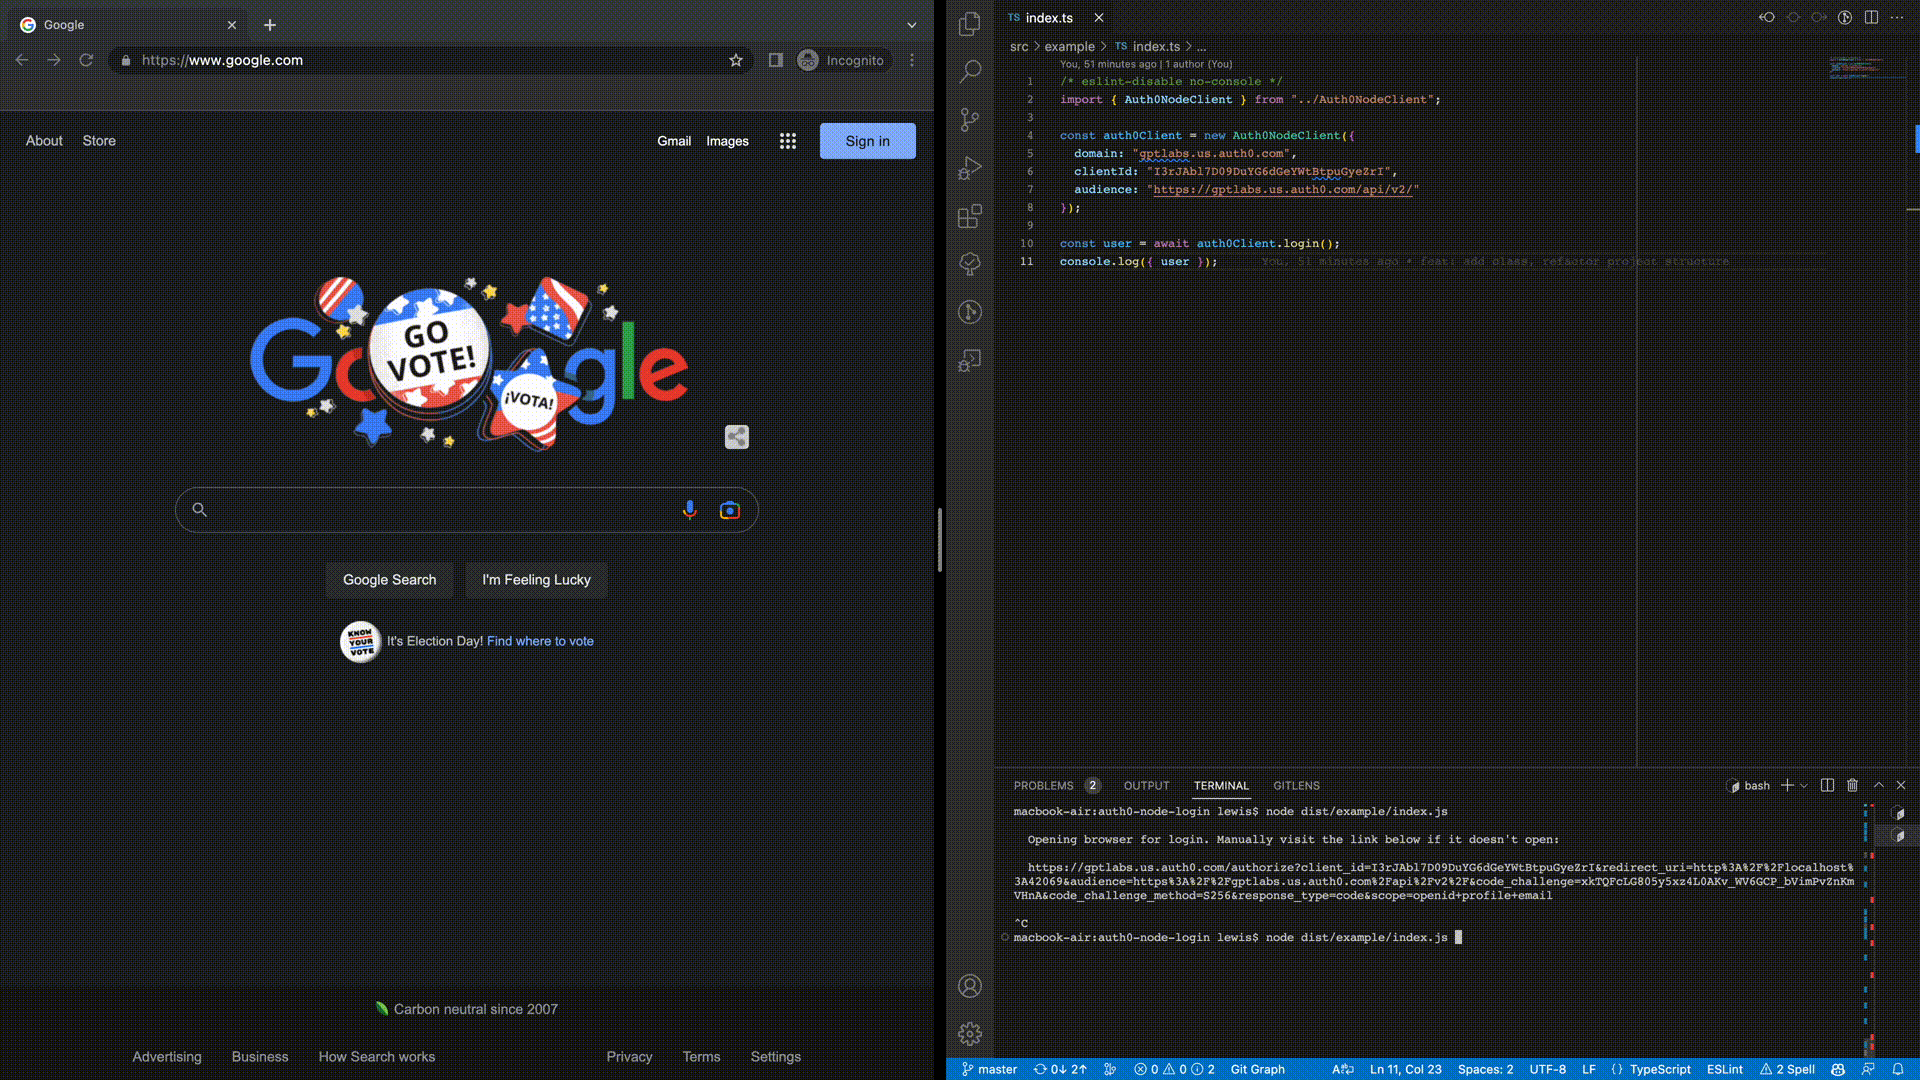 Google
https://www.google.com
Incognito
About Store
Gmail Images
Sign in
Google
GO VOTE!
¡VOTA!
Google Search
I'm Feeling Lucky
KNOW YOUR VOTE
It's Election Day! Find where to vote
Carbon neutral since 2007
Advertising Business How Search works
Privacy Terms Settings
TS index.ts
src > example > TS index.ts > ...
You, 51 minutes ago | 1 author (You)
1 /* eslint-disable no-console */
2 import { Auth0NodeClient } from "../Auth0NodeClient";
3
4 const auth0Client = new Auth0NodeClient({
5 domain: "gptlabs.us.auth0.com",
6 clientId: "I3rJAbl7D09DuYG6dGeYWtBtpuGyeZrI",
7 audience: "https://gptlabs.us.auth0.com/api/v2/"
8 });
9
10 const user = await auth0Client.login();
11 console.log({ user }); You, 51 minutes ago • feat: add class, refactor project structure
PROBLEMS 2 OUTPUT TERMINAL GITLENS
bash
macbook-air:auth0-node-login lewis$ node dist/example/index.js
Opening browser for login. Manually visit the link below if it doesn't open:
https://gptlabs.us.auth0.com/authorize?client_id=I3rJAbl7D09DuYG6dGeYWtBtpuGyeZrI&redirect_uri=http%3A%2F%2Flocalhost%
3A42069&audience=https%3A%2F%2Fgptlabs.us.auth0.com%2Fapi%2Fv2%2F&code_challenge=xkTQFcLG805y5xz4L0AKv_WV6GCP_bVimPvZnKm
VHnA&code_challenge_method=S256&response_type=code&scope=openid+profile+email
^C
macbook-air:auth0-node-login lewis$ node dist/example/index.js
master 0↓ 2↑ 0 0 2 Git Graph
Ln 11, Col 23 Spaces: 2 UTF-8 LF {} TypeScript ESLint 2 Spell